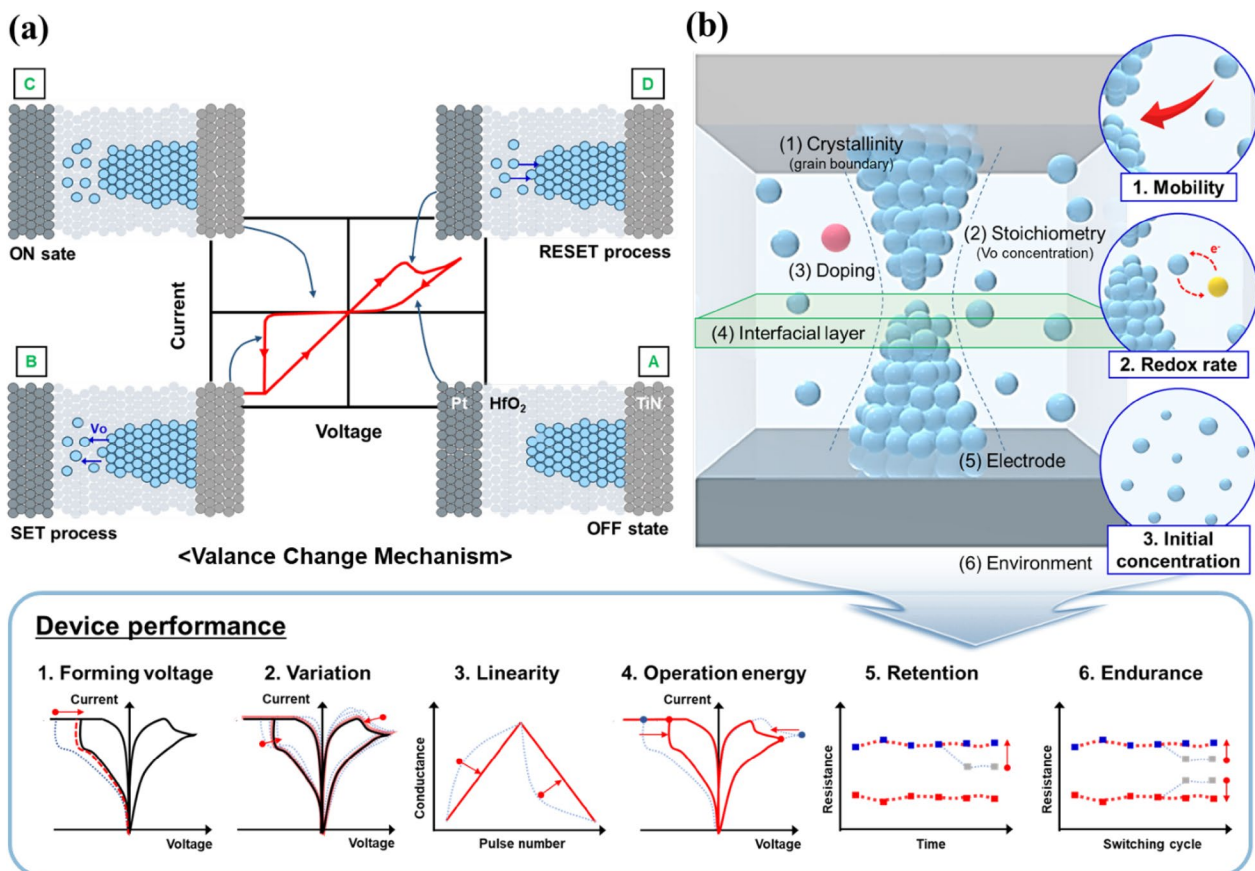 (a)
C
D
ON sate
RESET process
Current
B
A
Vo
Pt
HfO2
TiN
Voltage
SET process
OFF state
<Valance Change Mechanism>
(b)
(1) Crystallinity
(grain boundary)
(2) Stoichiometry
(Vo concentration)
(3) Doping
(4) Interfacial layer
(5) Electrode
(6) Environment
1. Mobility
e-
2. Redox rate
3. Initial
concentration
Device performance
1. Forming voltage
Current
Voltage
2. Variation
Current
Voltage
3. Linearity
Conductance
Pulse number
4. Operation energy
Current
Voltage
5. Retention
Resistance
Time
6. Endurance
Resistance
Switching cycle